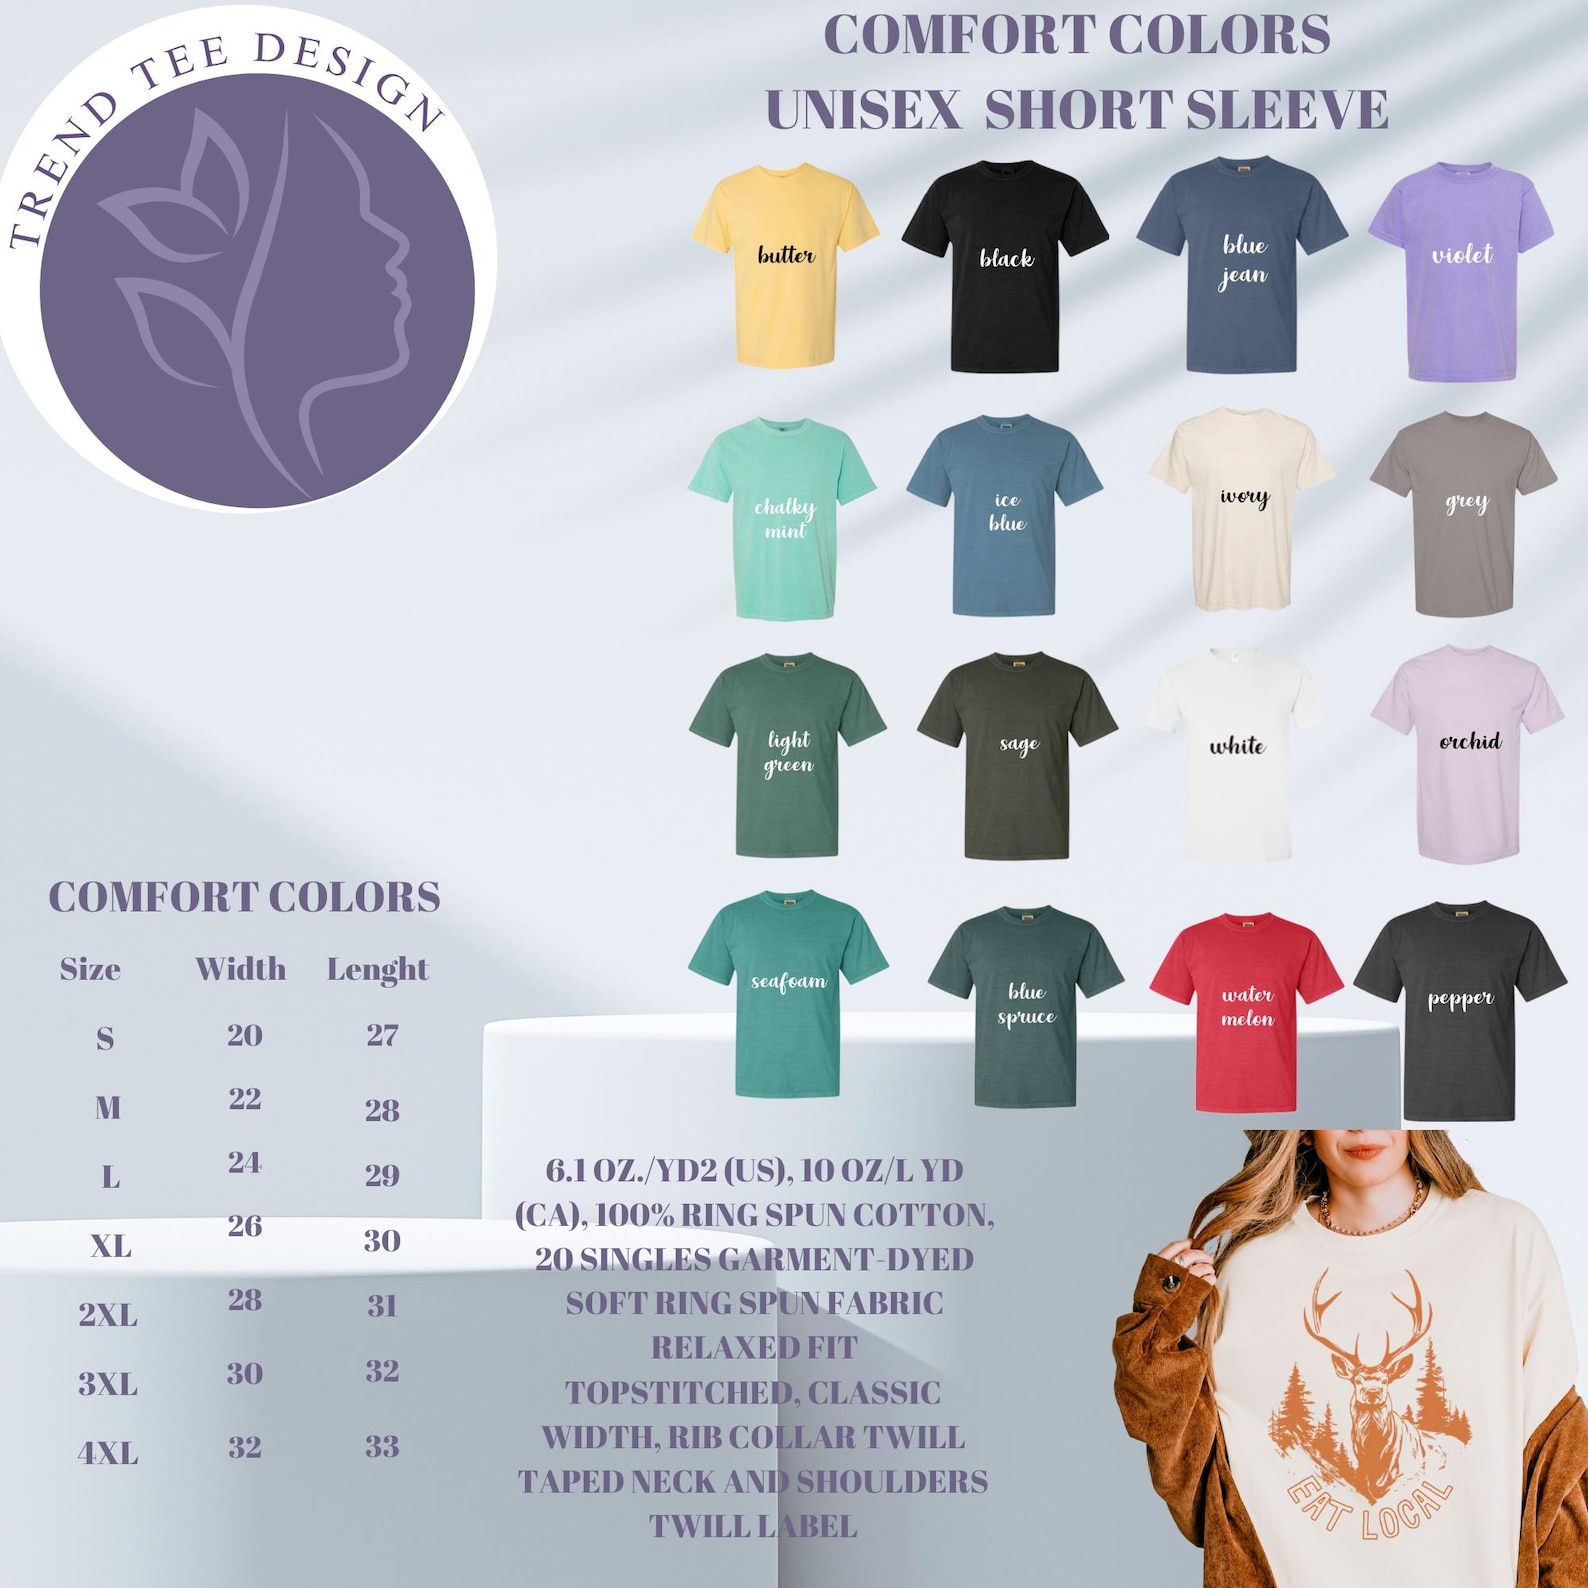 TREND TEE DESIGN
COMFORT COLORS
UNISEX SHORT SLEEVE
butter
black
blue
jean
violet
chalky
mint
ice
blue
ivory
grey
light
green
sage
white
orchid
seafoam
blue
spruce
water
melon
pepper
COMFORT COLORS
Size Width Lenght
S 20 27
M 22 28
L 24 29
XL 26 30
2XL 28 31
3XL 30 32
4XL 32 33
6.1 OZ./YD2 (US), 10 OZ/L YD
(CA), 100% RING SPUN COTTON,
20 SINGLES GARMENT-DYED
SOFT RING SPUN FABRIC
RELAXED FIT
TOPSTITCHED, CLASSIC
WIDTH, RIB COLLAR TWILL
TAPED NECK AND SHOULDERS
TWILL LABEL
EAT LOCAL